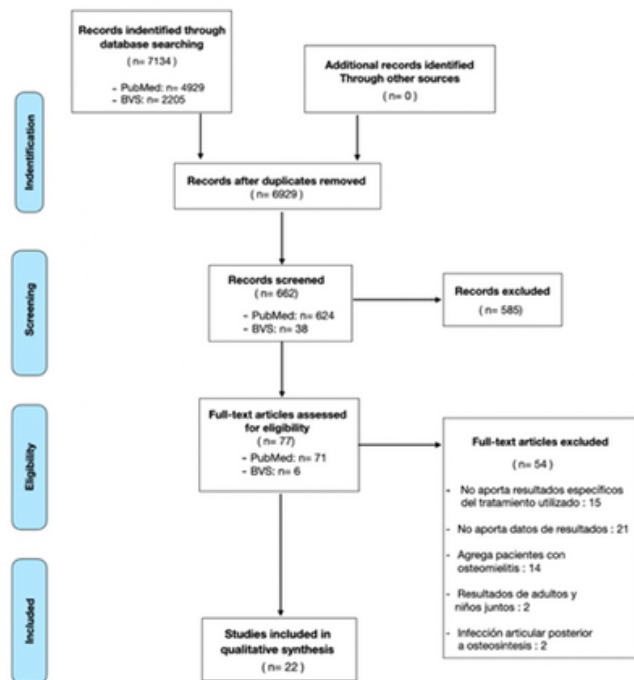 Records indentified through
database searching
( n= 7134)
- PubMed: n= 4929
- BVS: n= 2205
Additional records identified
Through other sources
( n= 0 )
Indentification
Records after duplicates removed
( n= 6929)
Screening
Records screened
( n= 662)
- PubMed: n= 624
- BVS: n= 38
Records excluded
( n= 585)
Eligibility
Full-text articles assessed
for eligibility
( n= 77)
- PubMed: n= 71
- BVS: n= 6
Full-text articles excluded
( n= 54)
- No aporta resultados específicos
del tratamiento utilizado : 15
- No aporta datos de resultados : 21
- Agrega pacientes con
osteomielitis : 14
- Resultados de adultos y
niños juntos : 2
- Infección articular posterior
a osteosintesis : 2
Included
Studies included in
qualitative synthesis
( n= 22 )